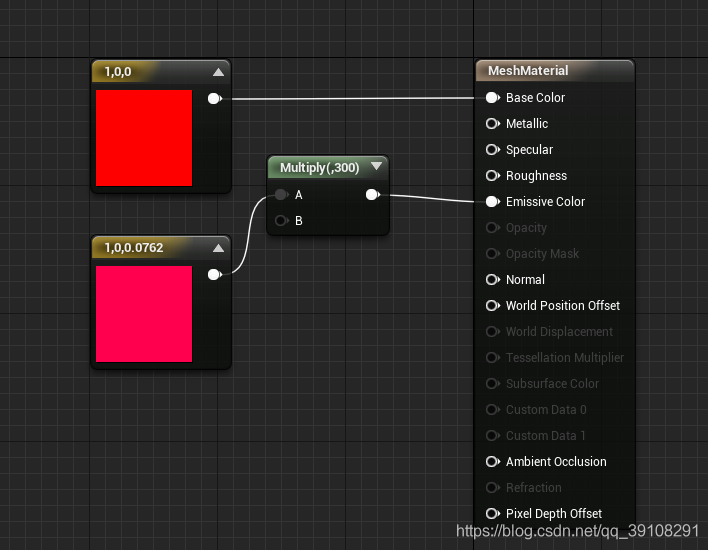 1,0,0
MeshMaterial
Base Color
Metallic
Specular
Multiply(,300)
Roughness
A
Emissive Color
B
Opacity
1,0,0.0762
Opacity Mask
Normal
World Position Offset
World Displacement
Tessellation Multiplier
Subsurface Color
Custom Data 0
Custom Data 1
Ambient Occlusion
Refraction
Pixel Depth Offset
https://blog.csdn.net/qq_39108291